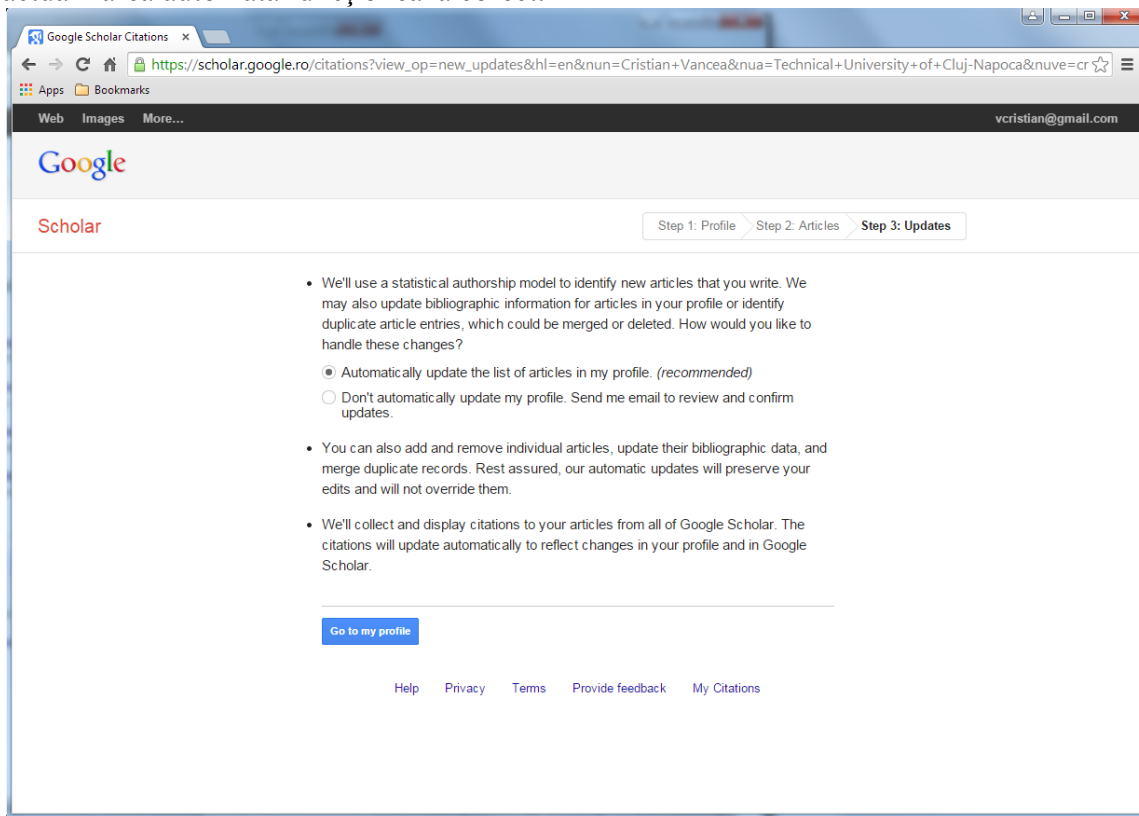 Google Scholar Citations
https://scholar.google.ro/citations?view_op=new_updates&hl=en&nun=Cristian+Vancea&nua=Technical+University+of+Cluj-Napoca&nuve=cr
Apps Bookmarks
Web Images More... vcristian@gmail.com
Google
Scholar Step 1: Profile Step 2: Articles Step 3: Updates
• We'll use a statistical authorship model to identify new articles that you write. We
may also update bibliographic information for articles in your profile or identify
duplicate article entries, which could be merged or deleted. How would you like to
handle these changes?
Automatically update the list of articles in my profile. (recommended)
Don't automatically update my profile. Send me email to review and confirm
updates.
• You can also add and remove individual articles, update their bibliographic data, and
merge duplicate records. Rest assured, our automatic updates will preserve your
edits and will not override them.
• We'll collect and display citations to your articles from all of Google Scholar. The
citations will update automatically to reflect changes in your profile and in Google
Scholar.
Go to my profile
Help Privacy Terms Provide feedback My Citations